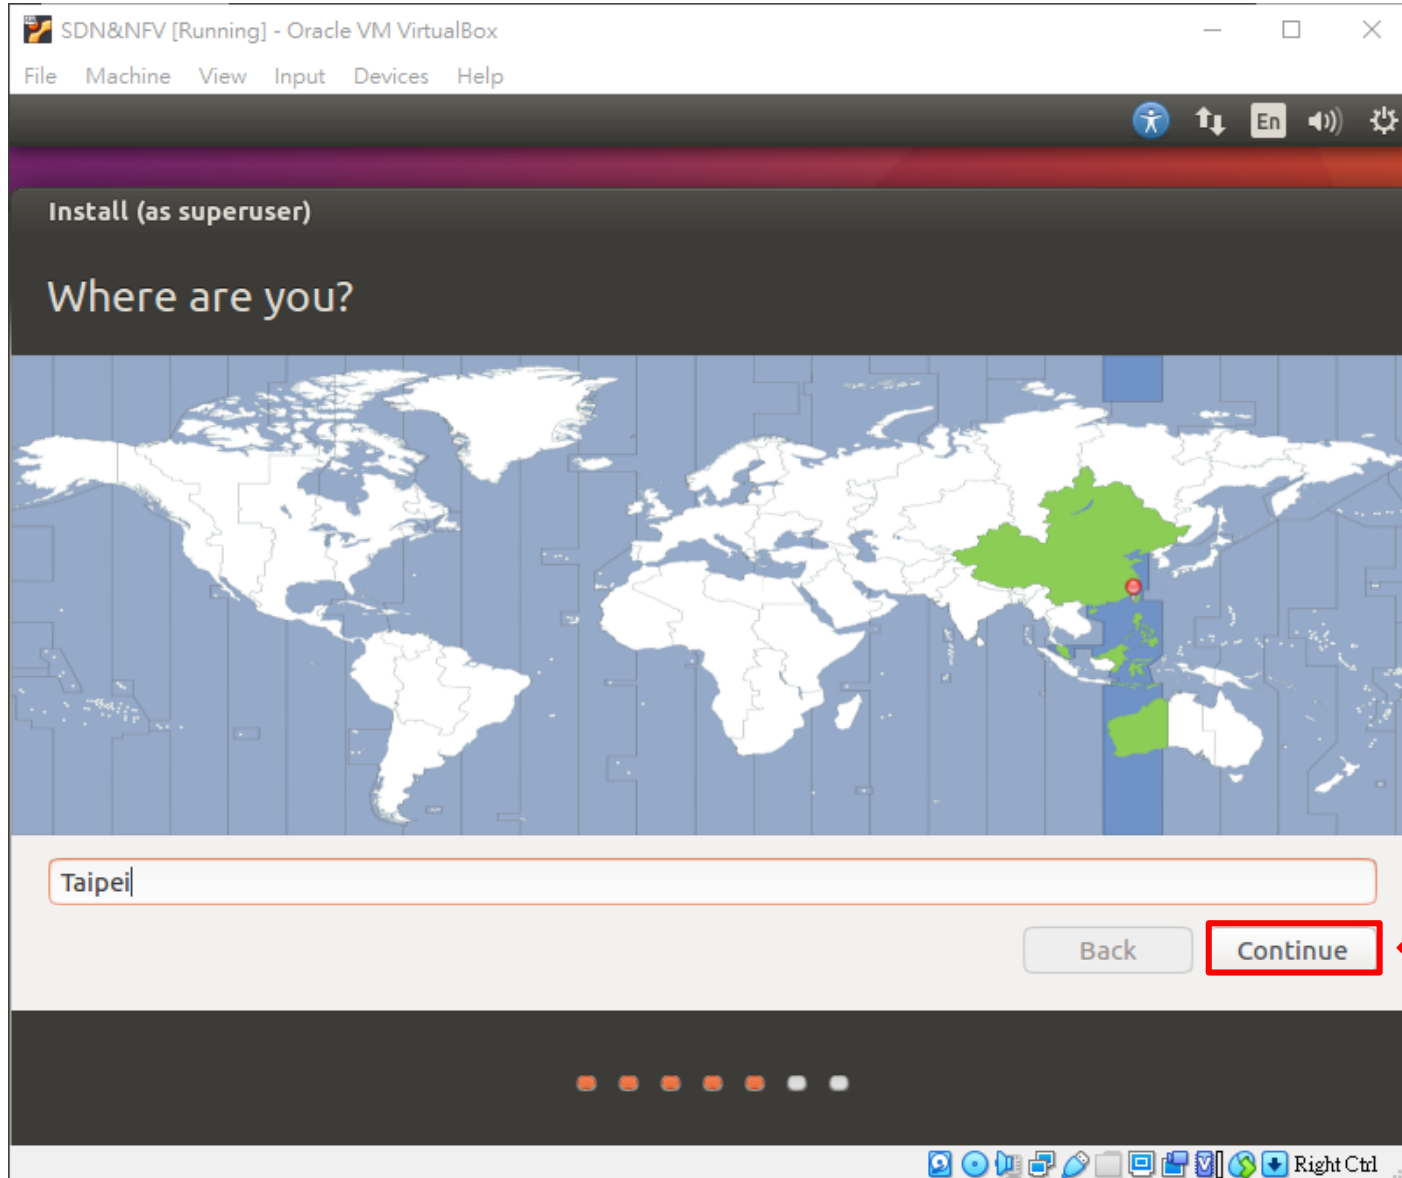 SDN&NFV [Running] - Oracle VM VirtualBox
File Machine View Input Devices Help
En
Install (as superuser)
Where are you?
Taipei
Back Continue
Right Ctrl